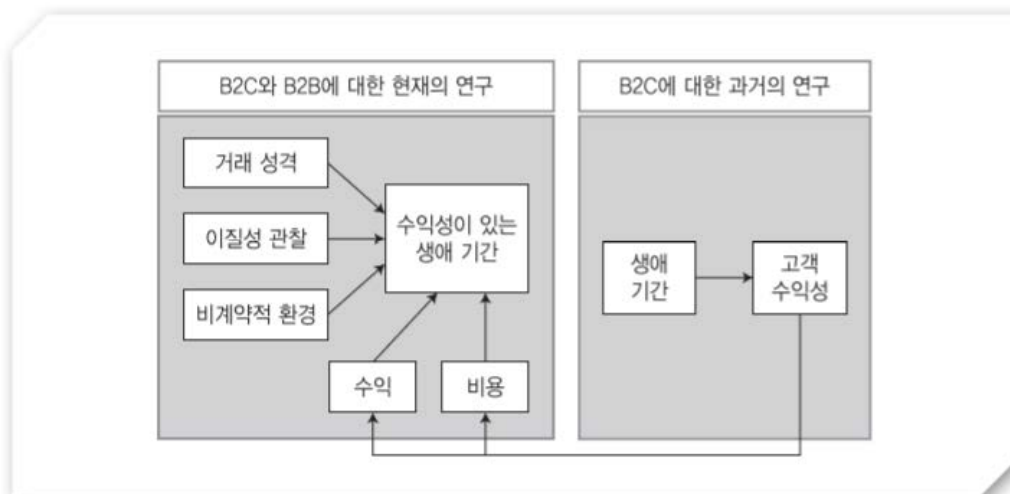 B2C와 B2B에 대한 현재의 연구
거래 성격
이질성 관찰
비계약적 환경
수익성이 있는
생애 기간
수익
비용
B2C에 대한 과거의 연구
생애
기간
고객
수익성